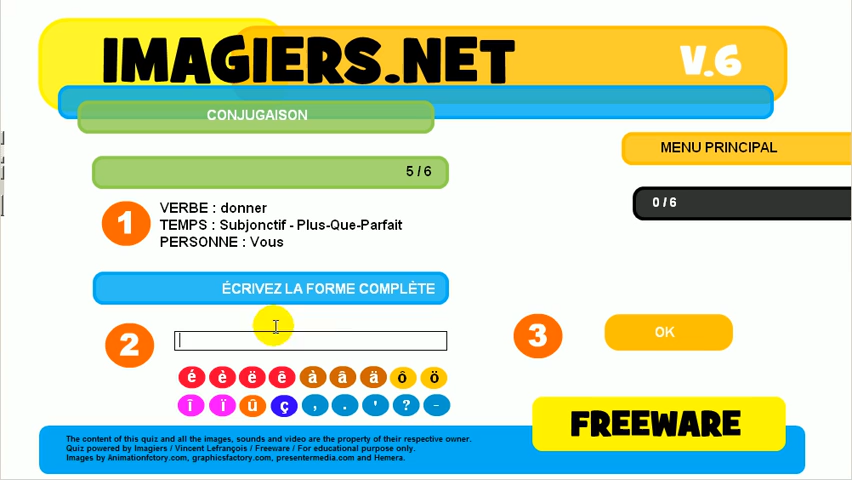 IMAGIERS.NET
V.6
CONJUGAISON
MENU PRINCIPAL
5 / 6
0 / 6
1
VERBE : donner
TEMPS : Subjonctif - Plus-Que-Parfait
PERSONNE : Vous
ÉCRIVEZ LA FORME COMPLÈTE
2
3
OK
é è ë ê à â ä ô ö
î ï û ç , . ' ? -
FREEWARE
The content of this quiz and all the images, sounds and video are the property of their respective owner.
Quiz powered by Imagiers / Vincent Lefrançois / Freeware / For educational purpose only.
Images by Animationfctory.com, graphicsfactory.com, presentermedia.com and Hemera.